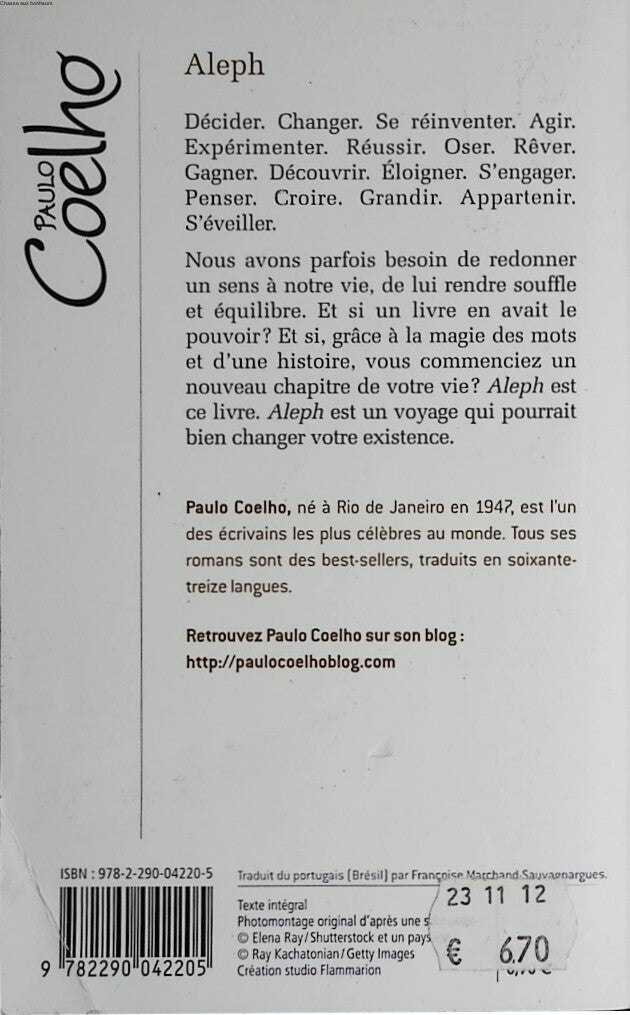 Chasse aux bonheurs.
PAULO
Coelho
Aleph
Décider. Changer. Se réinventer. Agir.
Expérimenter. Réussir. Oser. Rêver.
Gagner. Découvrir. Éloigner. S'engager.
Penser. Croire. Grandir. Appartenir.
S'éveiller.
Nous avons parfois besoin de redonner
un sens à notre vie, de lui rendre souffle
et équilibre. Et si un livre en avait le
pouvoir? Et si, grâce à la magie des mots
et d'une histoire, vous commenciez un
nouveau chapitre de votre vie? Aleph est
ce livre. Aleph est un voyage qui pourrait
bien changer votre existence.
Paulo Coelho, né à Rio de Janeiro en 1947, est l'un
des écrivains les plus célèbres au monde. Tous ses
romans sont des best-sellers, traduits en soixante-
treize langues.
Retrouvez Paulo Coelho sur son blog :
http://paulocoelhoblog.com
ISBN : 978-2-290-04220-5
9 782290 042205
Traduit du portugais (Brésil) par Françoise Marchand-Sauvagnargues.
Texte intégral
Photomontage original d'après une s
© Elena Ray/Shutterstock et un pays
© Ray Kachatonian/Getty Images
Création studio Flammarion
23 11 12
€ 6.70